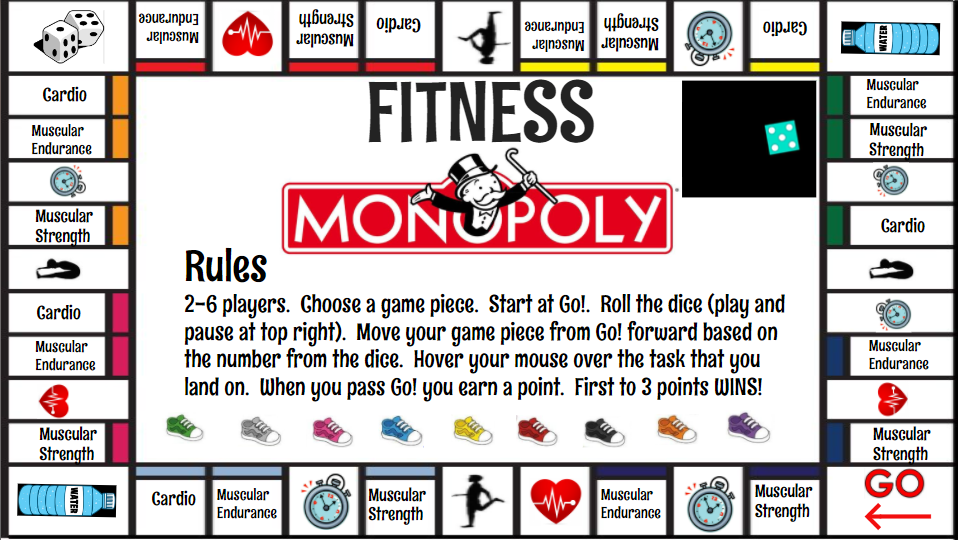 Muscular
Endurance
Muscular
Strength
Cardio
Muscular
Endurance
Muscular
Strength
Cardio
WATER
Cardio
Muscular
Endurance
Muscular
Strength
Cardio
Muscular
Endurance
Muscular
Strength
FITNESS
MONOPOLY
Rules
2-6 players. Choose a game piece. Start at Go!. Roll the dice (play and
pause at top right). Move your game piece from Go! forward based on
the number from the dice. Hover your mouse over the task that you
land on. When you pass Go! you earn a point. First to 3 points WINS!
Muscular
Endurance
Muscular
Strength
Cardio
Muscular
Endurance
Muscular
Strength
WATER
Cardio
Muscular
Endurance
Muscular
Strength
Muscular
Endurance
Muscular
Strength
GO